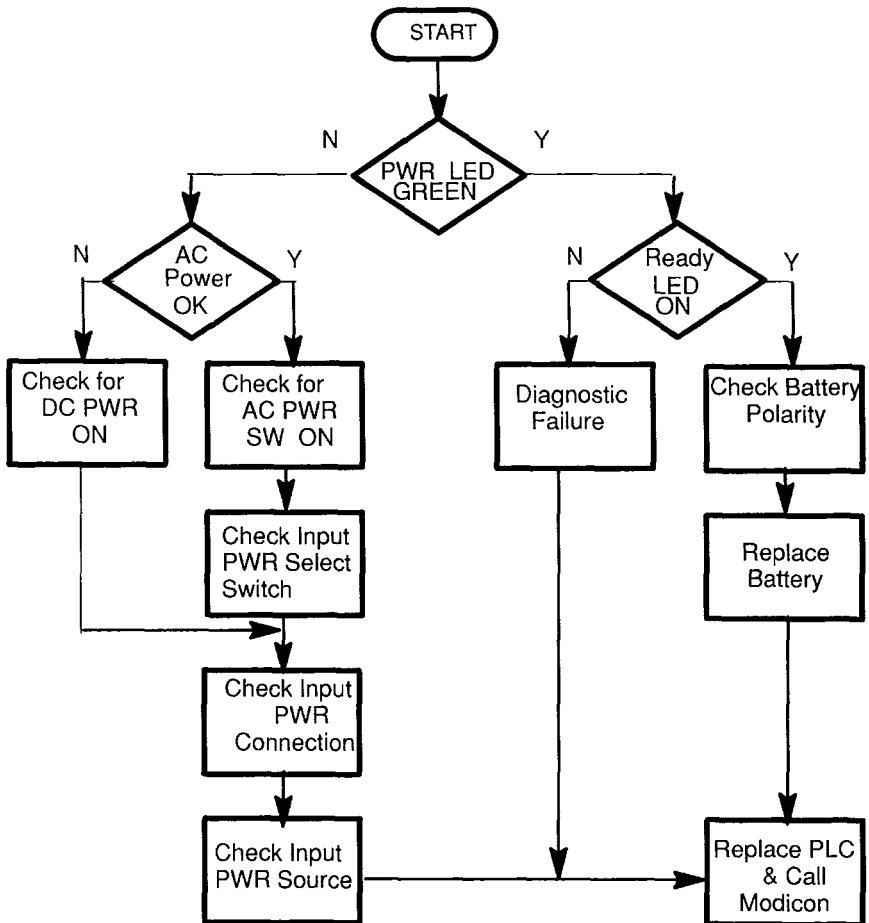 START
N
Y
PWR LED
GREEN
N
AC
Power
OK
Y
N
Ready
LED
ON
Y
Check for
DC PWR
ON
Check for
AC PWR
SW ON
Diagnostic
Failure
Check Battery
Polarity
Check Input
PWR Select
Switch
Replace
Battery
Check Input
PWR
Connection
Check Input
PWR Source
Replace PLC
& Call
Modicon